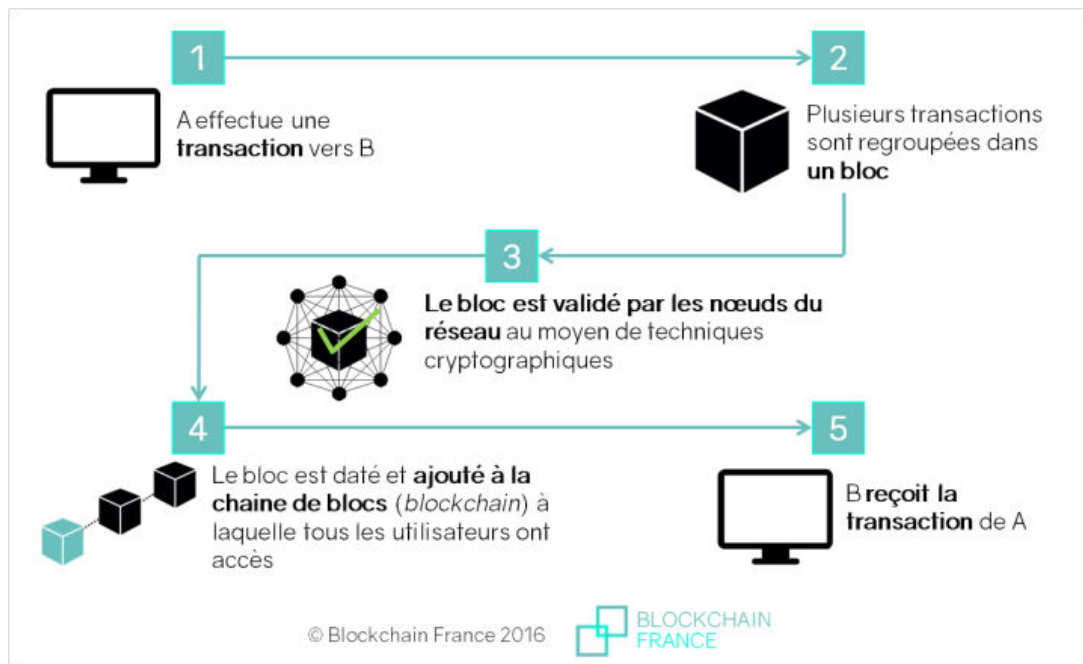 1
A effectue une
transaction vers B
2
Plusieurs transactions
sont regroupées dans
un bloc
3
Le bloc est validé par les nœuds du
réseau au moyen de techniques
cryptographiques
4
Le bloc est daté et ajouté à la
chaine de blocs (blockchain) à
laquelle tous les utilisateurs ont
accès
5
B reçoit la
transaction de A
© Blockchain France 2016
BLOCKCHAIN
FRANCE